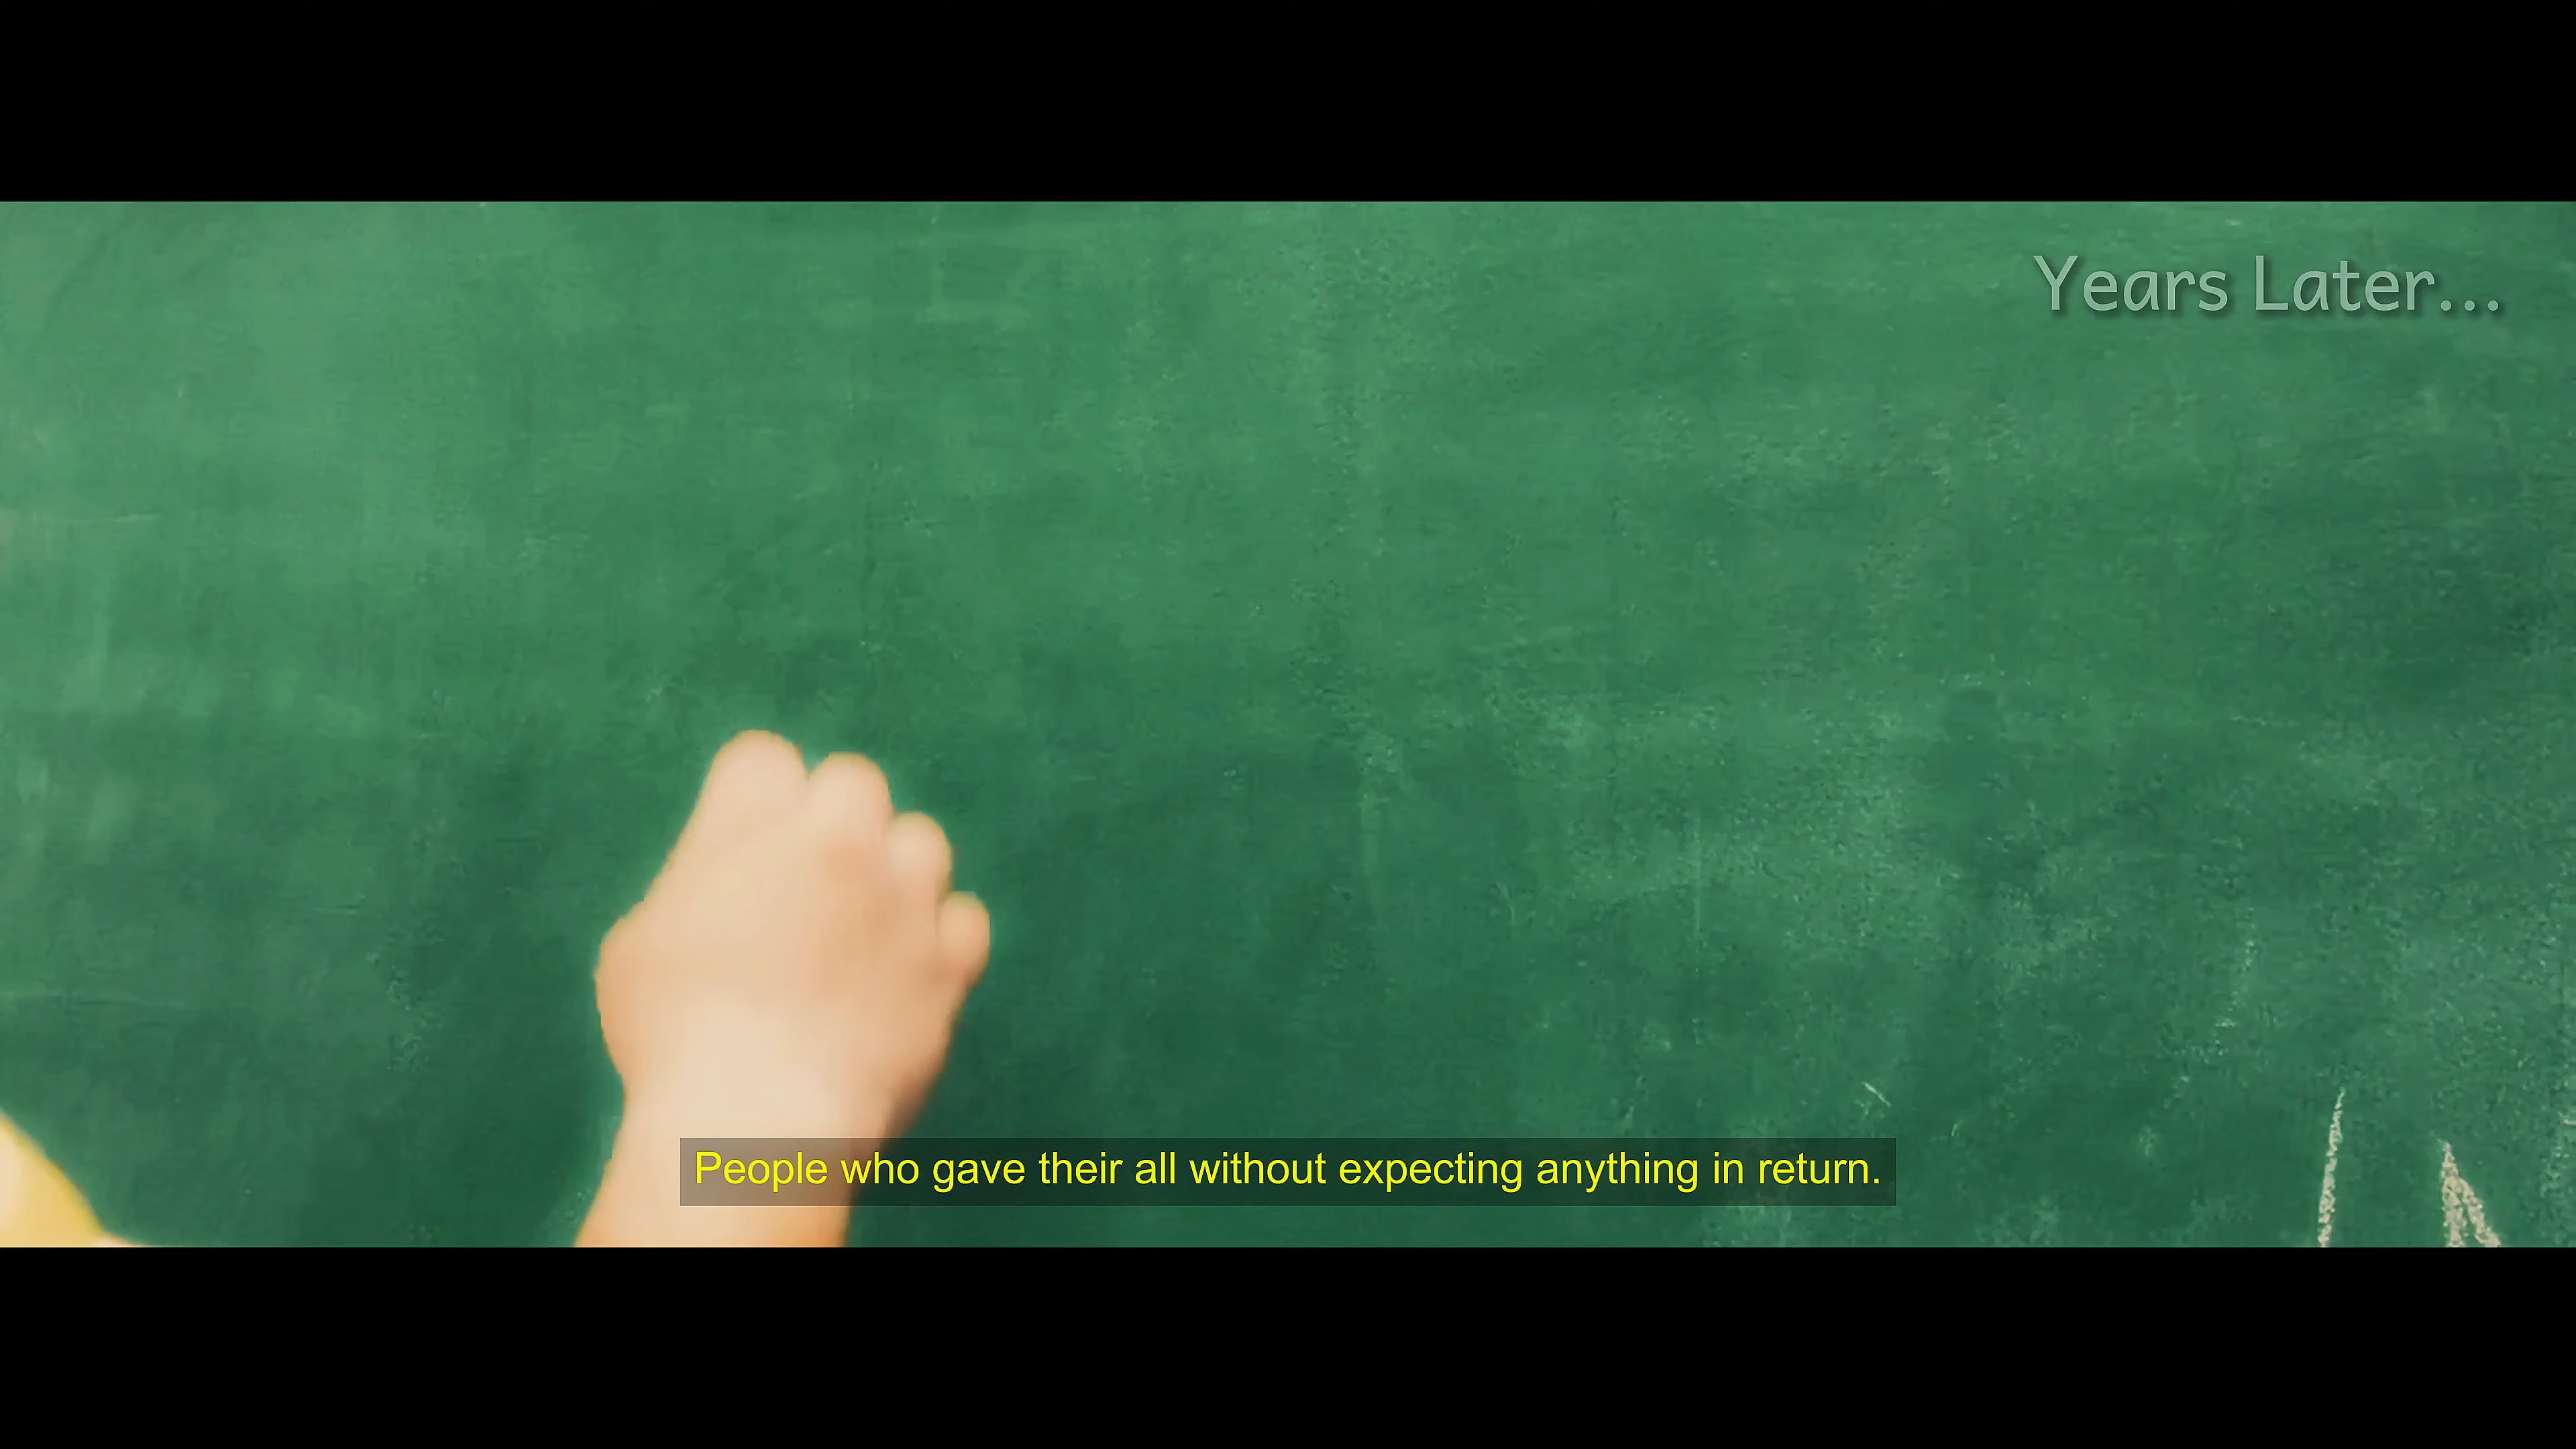 Years Later...
People who gave their all without expecting anything in return.